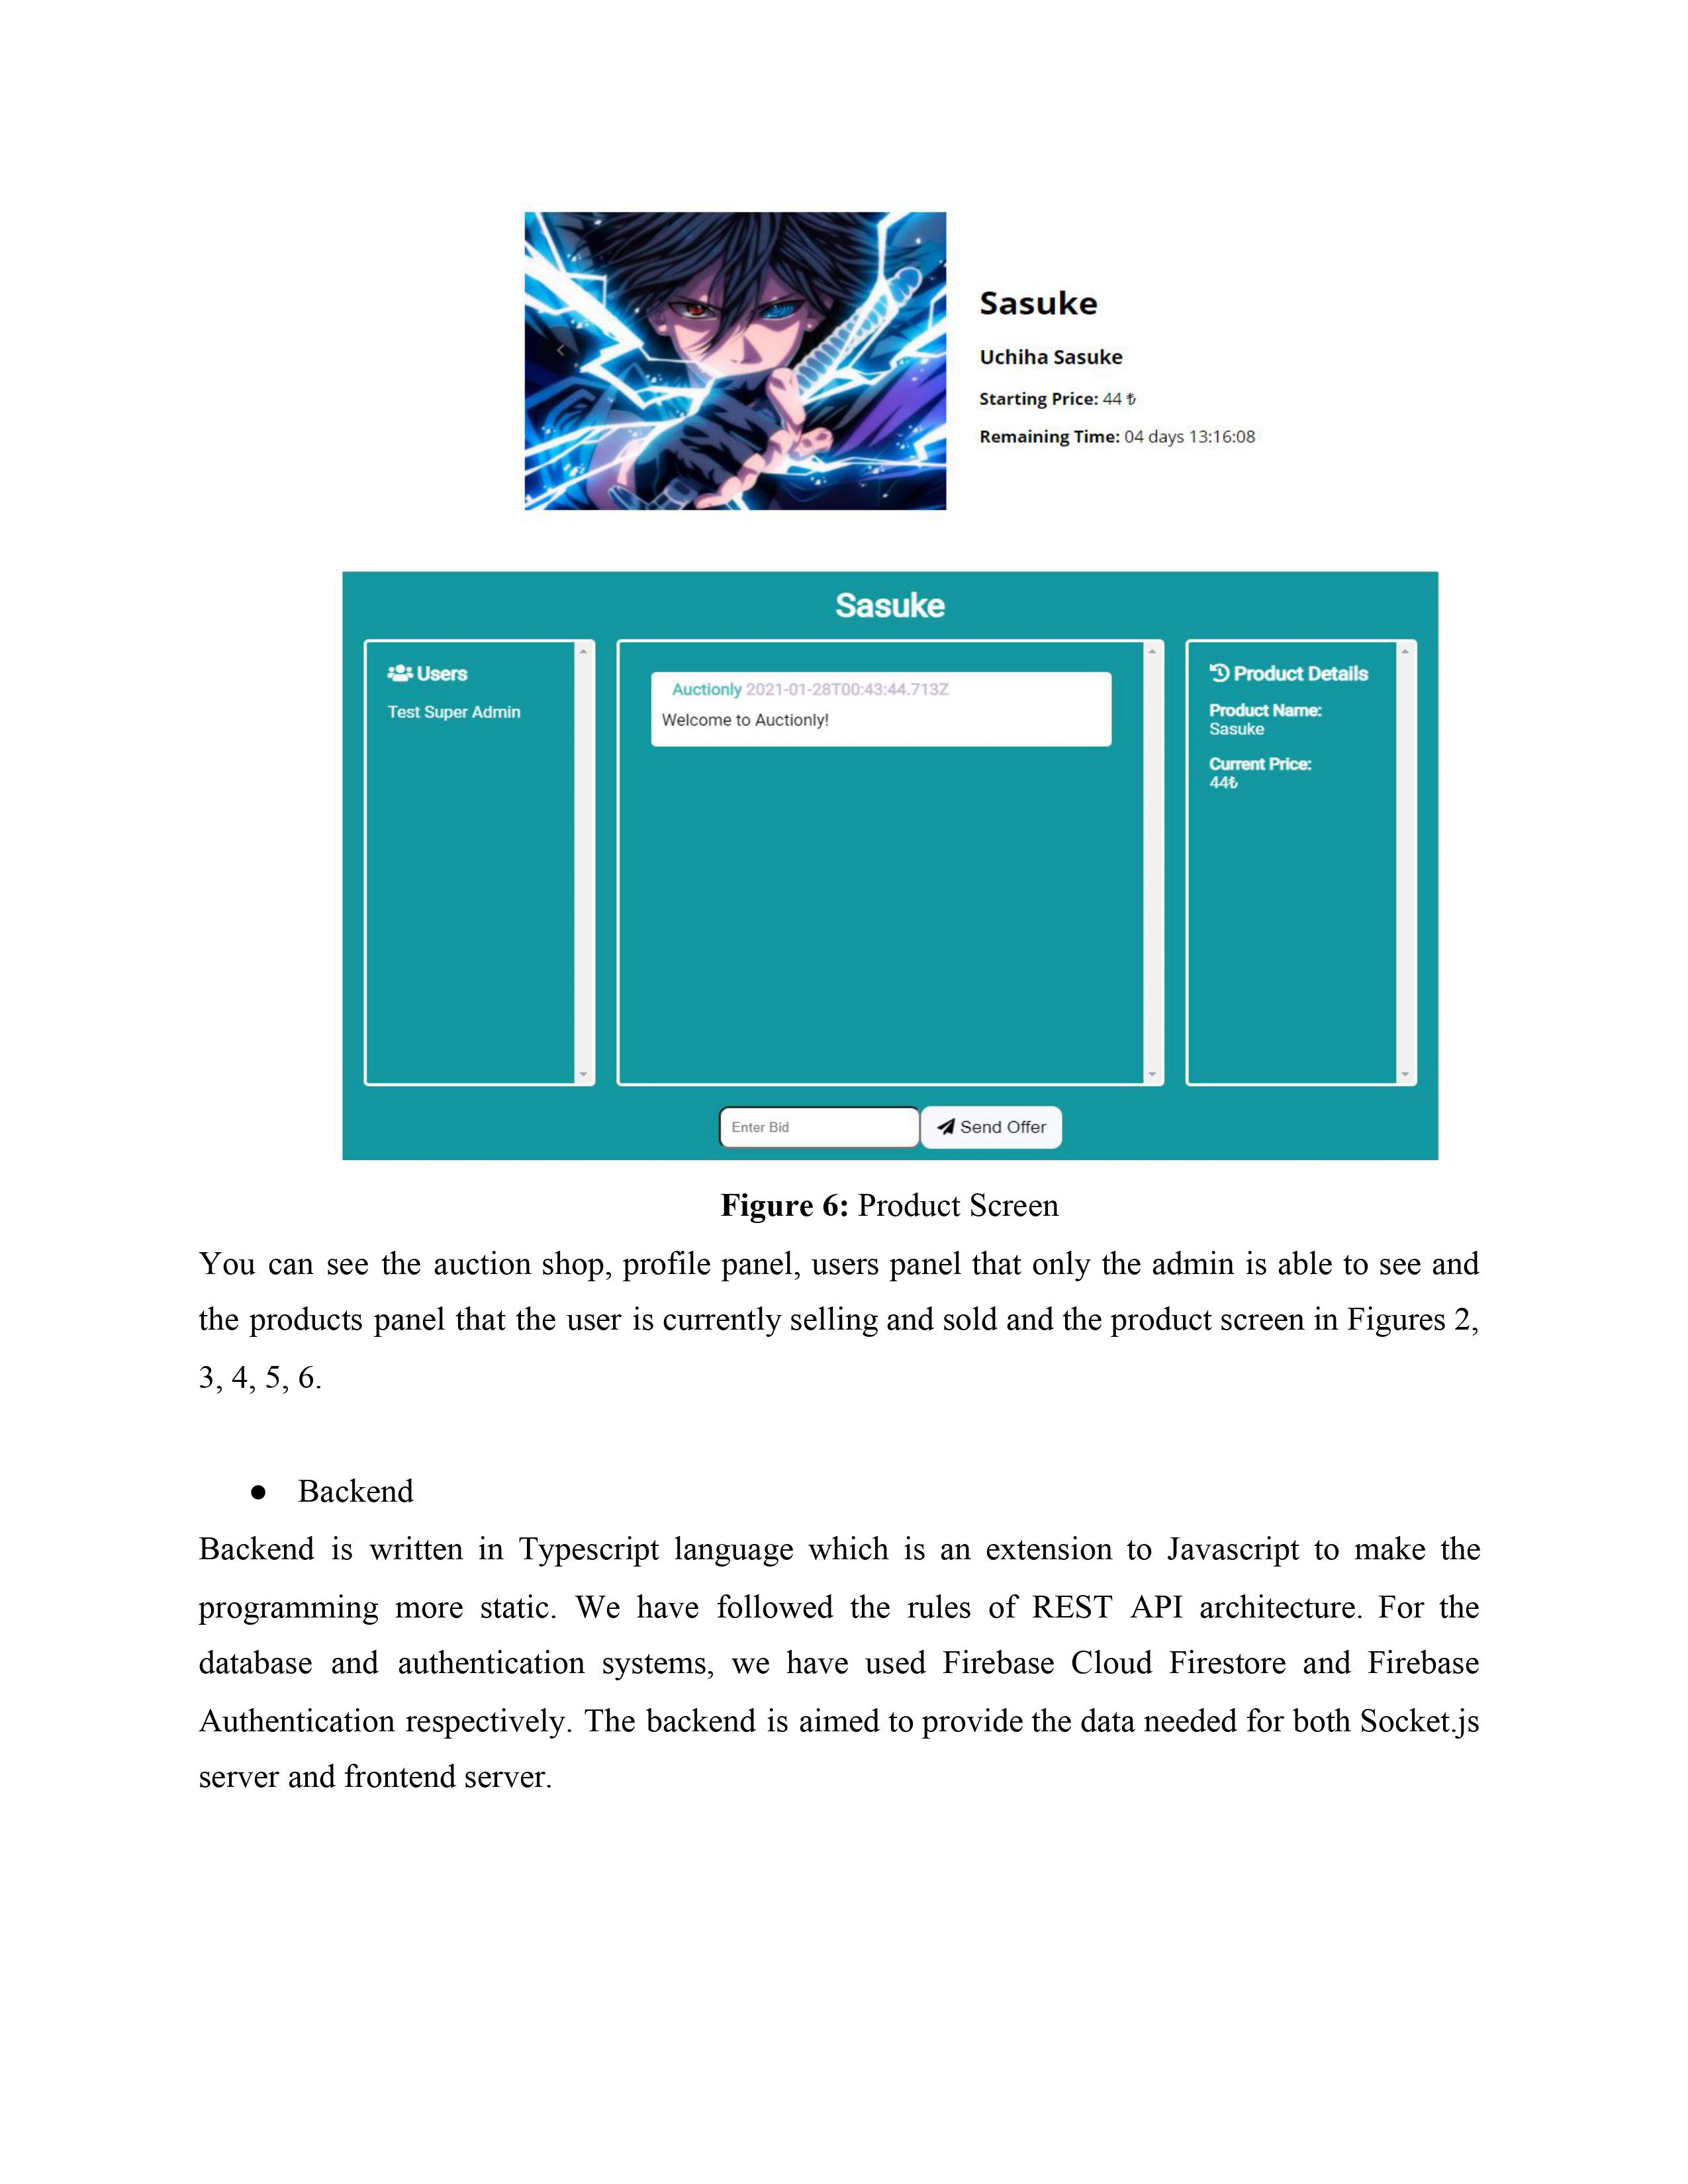 Sasuke
Uchiha Sasuke
Starting Price: 44 ₺
Remaining Time: 04 days 13:16:08
Sasuke
Users
Test Super Admin
Auctionly 2021-01-28T00:43:44.713Z
Welcome to Auctionly!
Product Details
Product Name:
Sasuke
Current Price:
44₺
Enter Bid
Send Offer
Figure 6: Product Screen
You can see the auction shop, profile panel, users panel that only the admin is able to see and
the products panel that the user is currently selling and sold and the product screen in Figures 2,
3, 4, 5, 6.
● Backend
Backend is written in Typescript language which is an extension to Javascript to make the
programming more static. We have followed the rules of REST API architecture. For the
database and authentication systems, we have used Firebase Cloud Firestore and Firebase
Authentication respectively. The backend is aimed to provide the data needed for both Socket.js
server and frontend server.